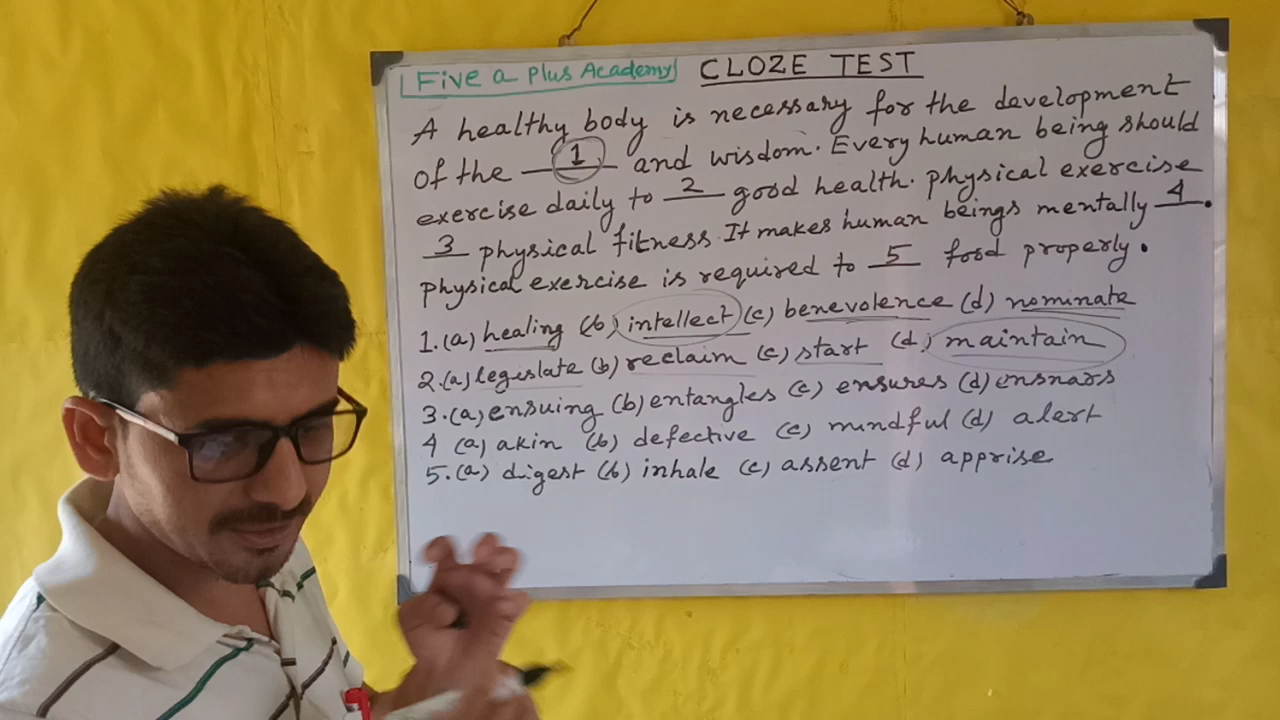 Five a plus Academy
CLOZE TEST
A healthy body is necessary for the development
of the 1 and wisdom. Every human being should
exercise daily to 2 good health. physical exercise
3 physical fitness. It makes human beings mentally 4.
physical exercise is required to 5 food properly.
1. (a) healing (b) intellect (c) benevolence (d) nominate
2. (a) legislate (b) reclaim (c) start (d) maintain
3. (a) ensuing (b) entangles (c) ensures (d) ensnars
4 (a) akin (b) defective (c) mindful (d) alert
5. (a) digest (b) inhale (c) assent (d) apprise